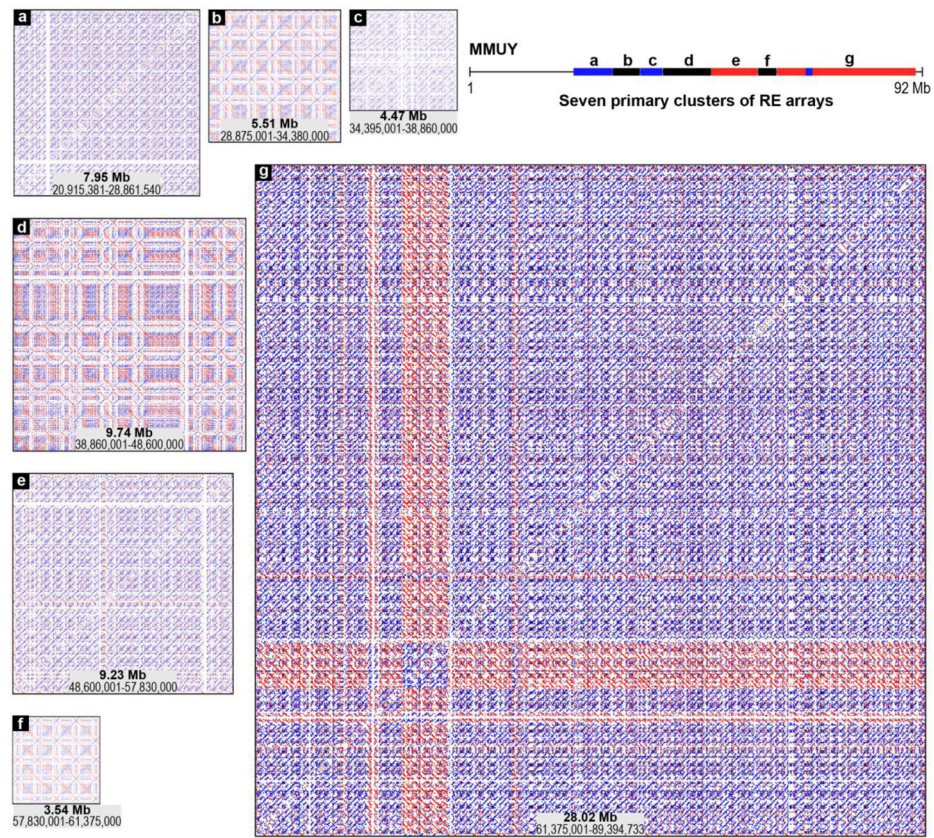 a
7.95 Mb
20,915,381-28,861,540
b
5.51 Mb
28.875,001-34,380,000
c
4.47 Mb
34,395,001-38,860,000
MMUY
a b c d e f g
1 92 Mb
Seven primary clusters of RE arrays
d
9.74 Mb
38,860,001-48,600,000
e
9.23 Mb
48,600,001-57,830,000
f
3.54 Mb
57,830,001-61,375,000
g
28.02 Mb
61,375,001-89,394,733